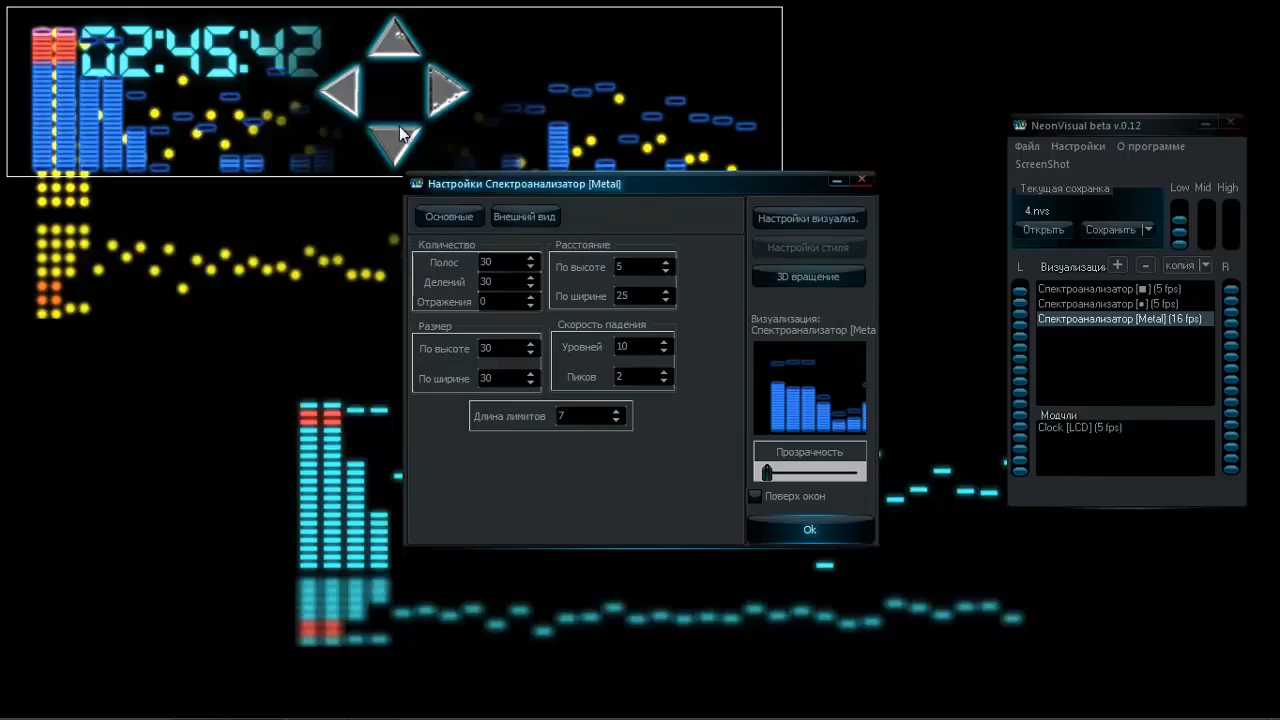 02:45:42
NeonVisual beta v.0.12
Файл Настройки О программе
ScreenShot
Текущая сохранка
Low Mid High
4.nvs
Открыть Сохранить
L Визуализации + - копия R
Спектроанализатор [■] (5 fps)
Спектроанализатор [●] (5 fps)
Спектроанализатор [Metal] (16 fps)
Модули
Clock [LCD] (5 fps)
Настройки Спектроанализатор [Metal]
Основные Внешний вид
Количество
Полос 30
Делений 30
Отражения 0
Расстояние
По высоте 5
По ширине 25
Размер
По высоте 30
По ширине 30
Скорость падения
Уровней 10
Пиков 2
Длина лимитов 7
Настройки визуализ.
Настройки стиля
3D вращение
Визуализация:
Спектроанализатор [Meta
Прозрачность
Поверх окон
Ok